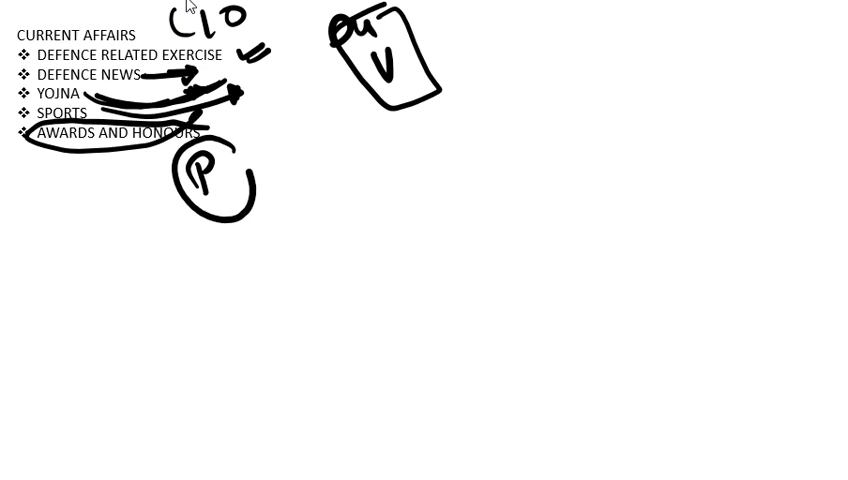 CURRENT AFFAIRS
❖ DEFENCE RELATED EXERCISE
❖ DEFENCE NEWS
❖ YOJNA
❖ SPORTS
❖ AWARDS AND HONOURS
P
V